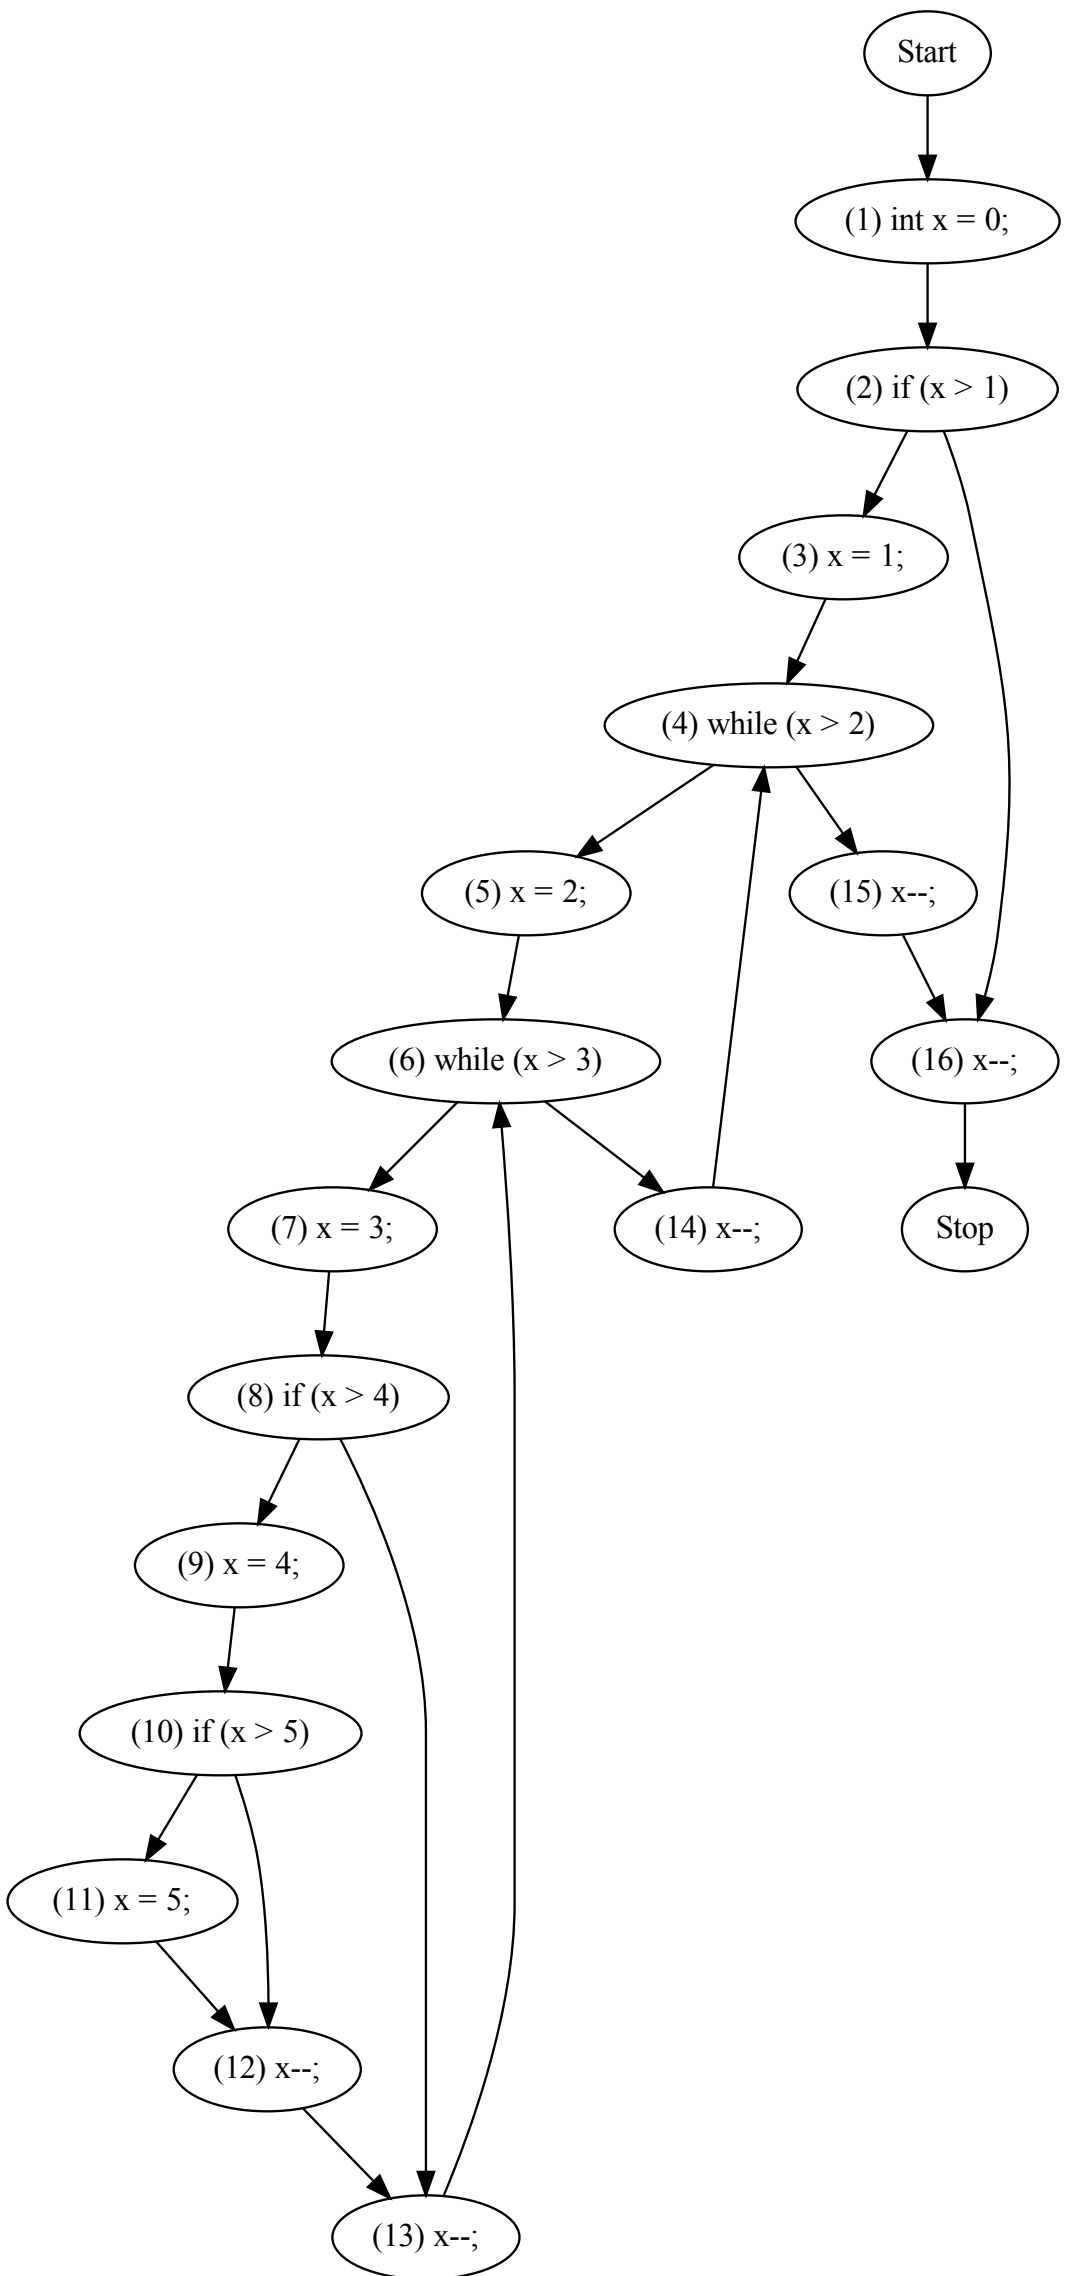 Start
(1) int x = 0;
(2) if (x > 1)
(3) x = 1;
(4) while (x > 2)
(5) x = 2;
(15) x--;
(6) while (x > 3)
(16) x--;
(7) x = 3;
(14) x--;
Stop
(8) if (x > 4)
(9) x = 4;
(10) if (x > 5)
(11) x = 5;
(12) x--;
(13) x--;